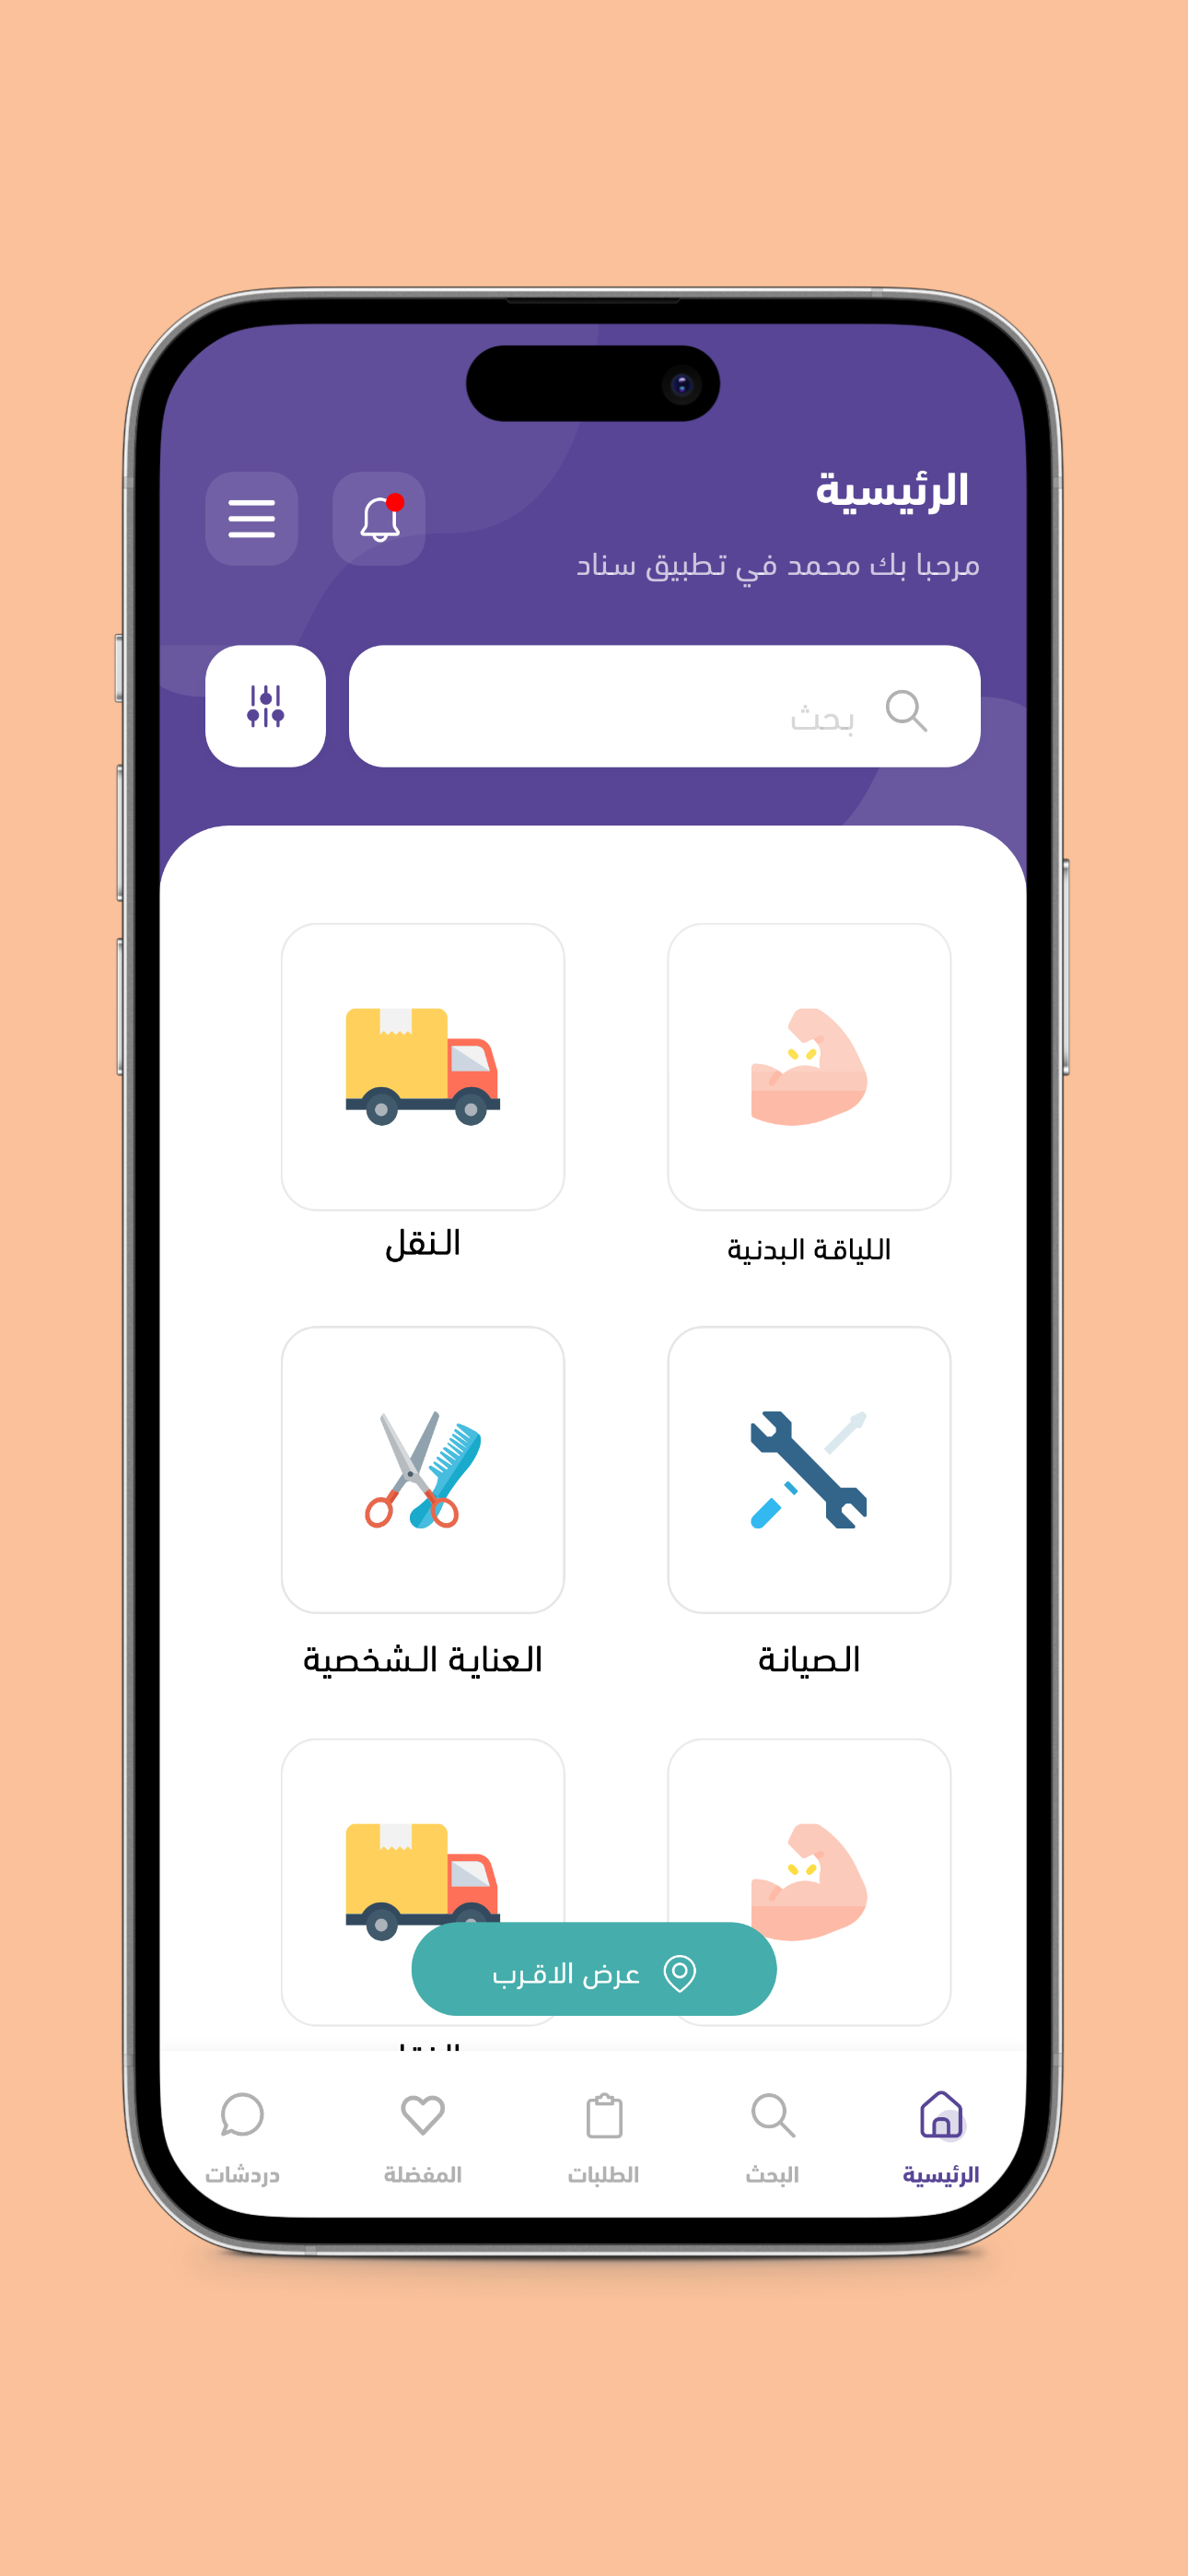 الرئيسية
مرحبا بك محمد في تطبيق سناد
بحث
اللياقة البدنية
النقل
الصيانة
العناية الشخصية
عرض الاقرب
الرئيسية
البحث
الطلبات
المفضلة
دردشات